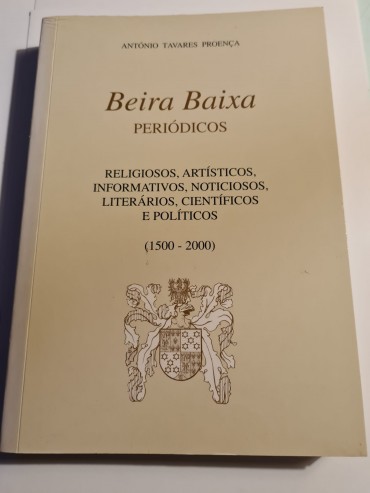 ANTÓNIO TAVARES PROENÇA
Beira Baixa
PERIÓDICOS
RELIGIOSOS, ARTÍSTICOS,
INFORMATIVOS, NOTICIOSOS,
LITERÁRIOS, CIENTÍFICOS
E POLÍTICOS
(1500 - 2000)